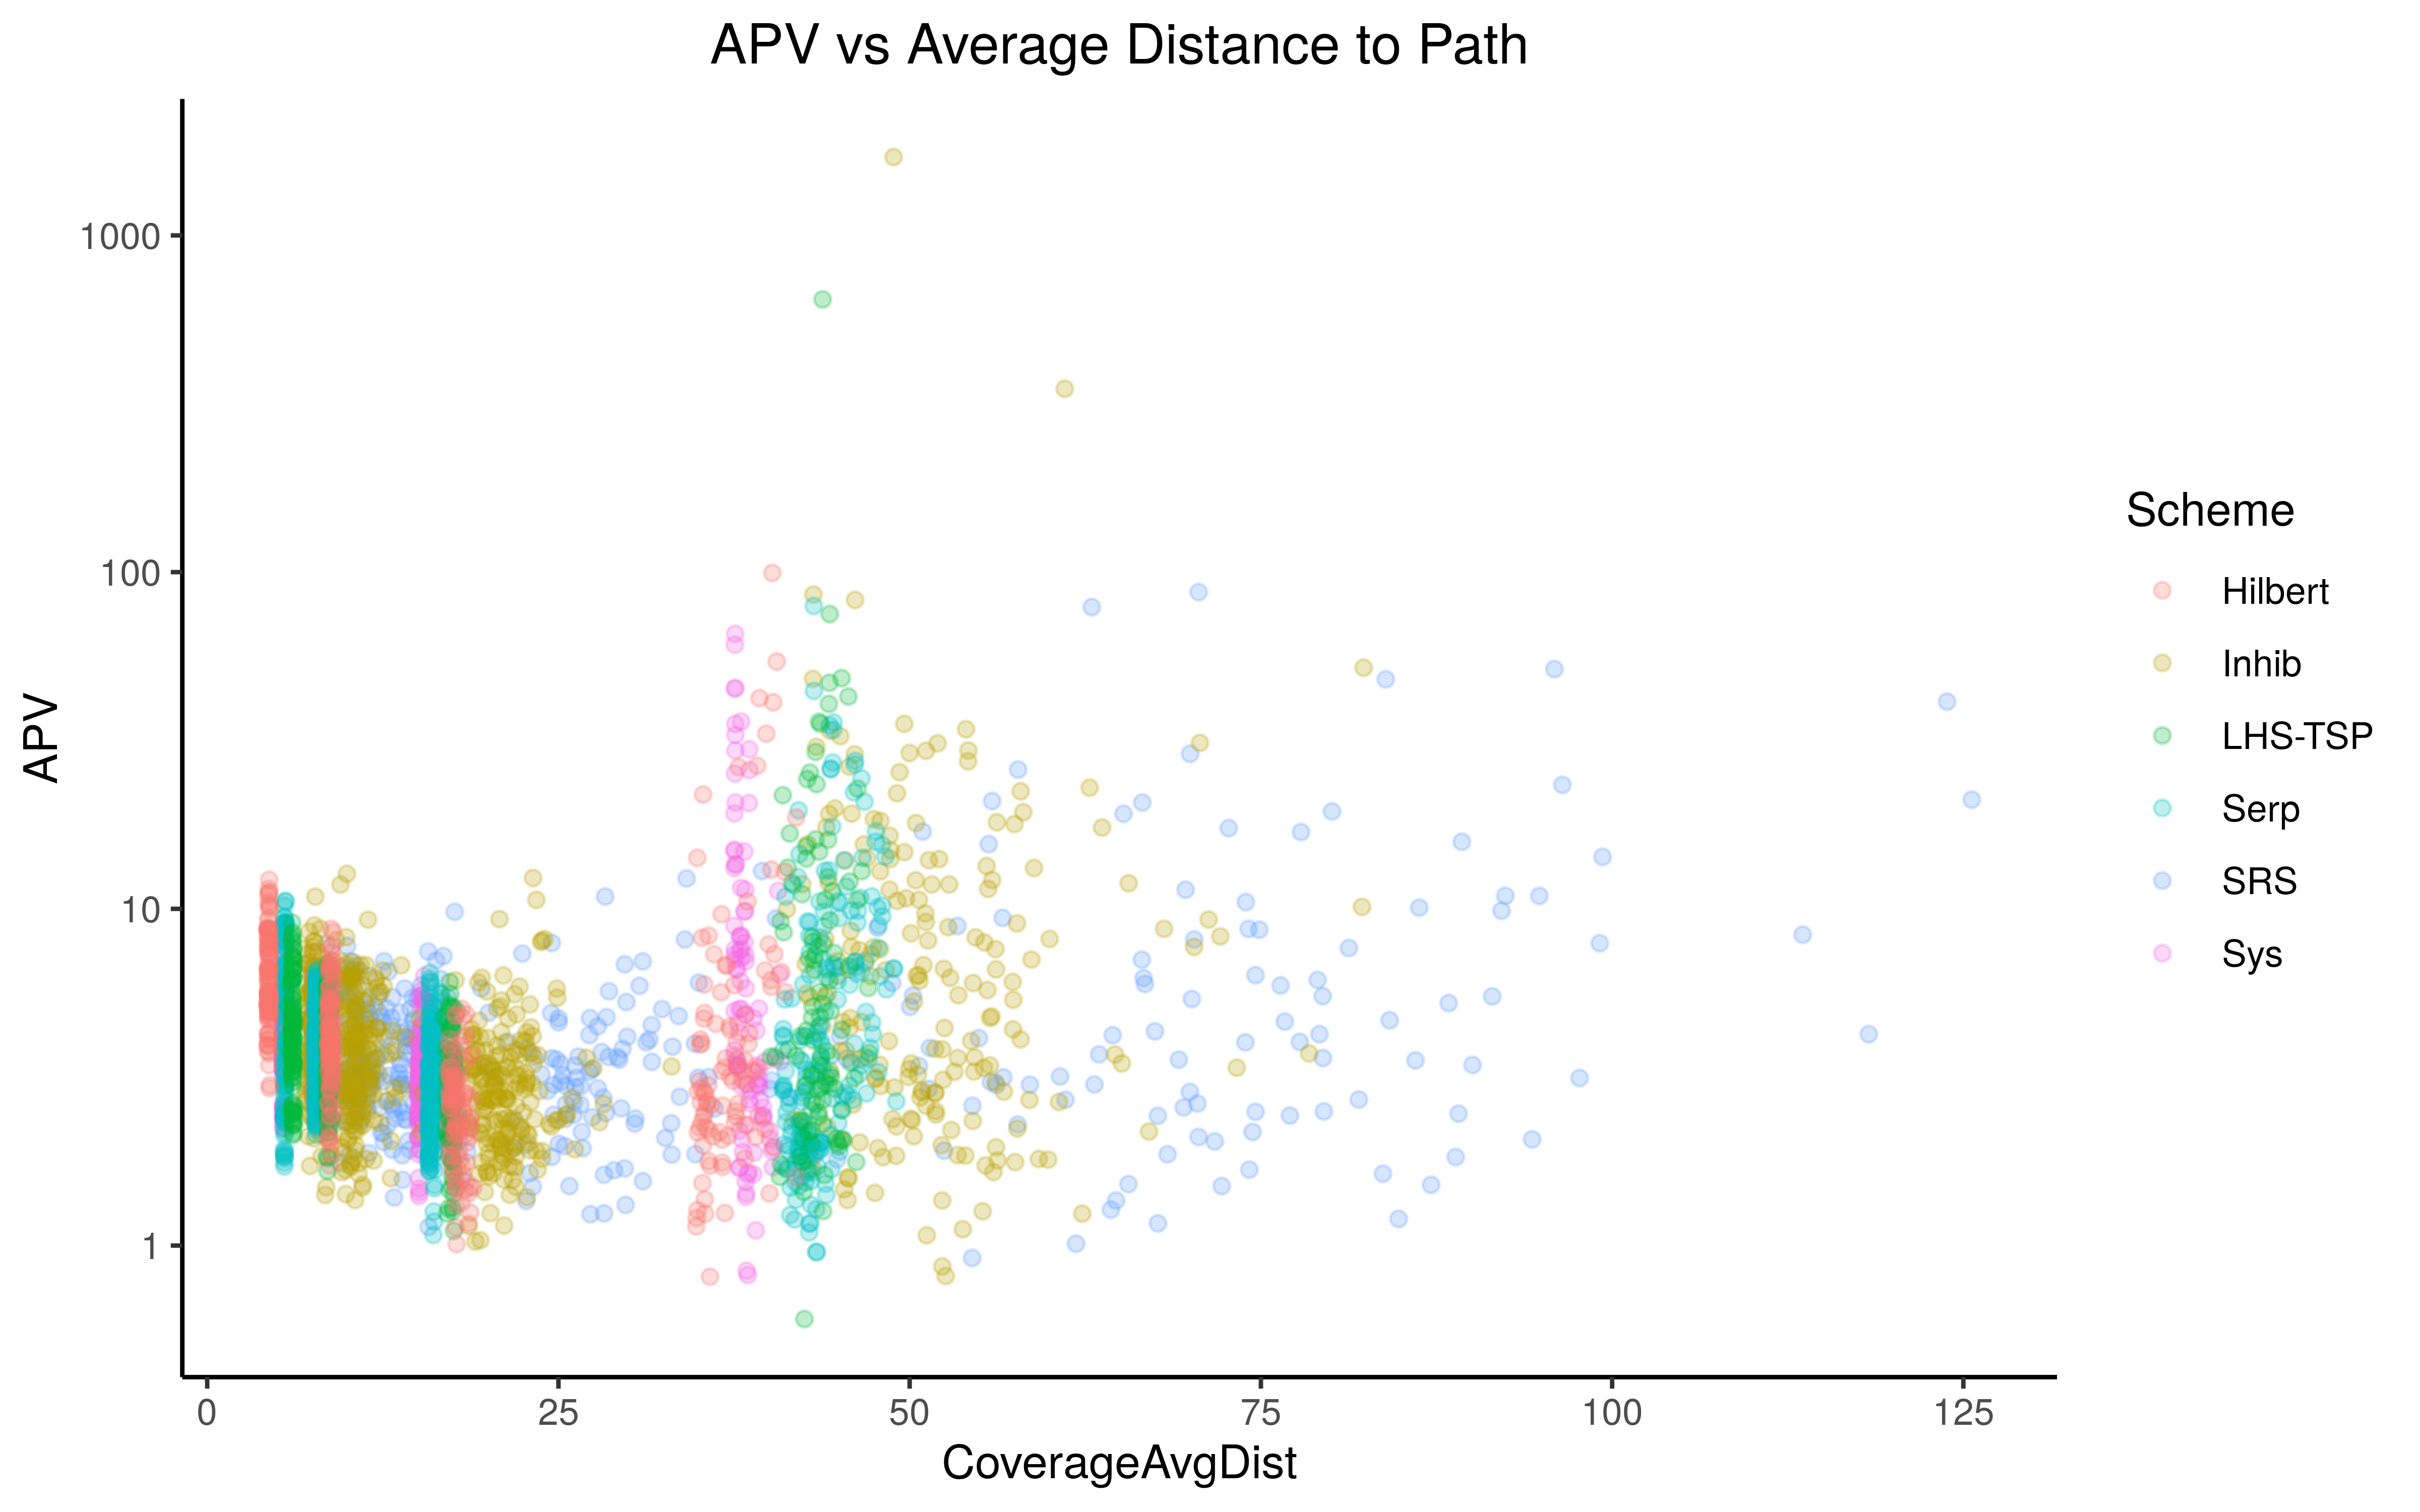 APV vs Average Distance to Path
APV
1000
100
10
1
0 25 50 75 100 125
CoverageAvgDist
Scheme
Hilbert
Inhib
LHS-TSP
Serp
SRS
Sys